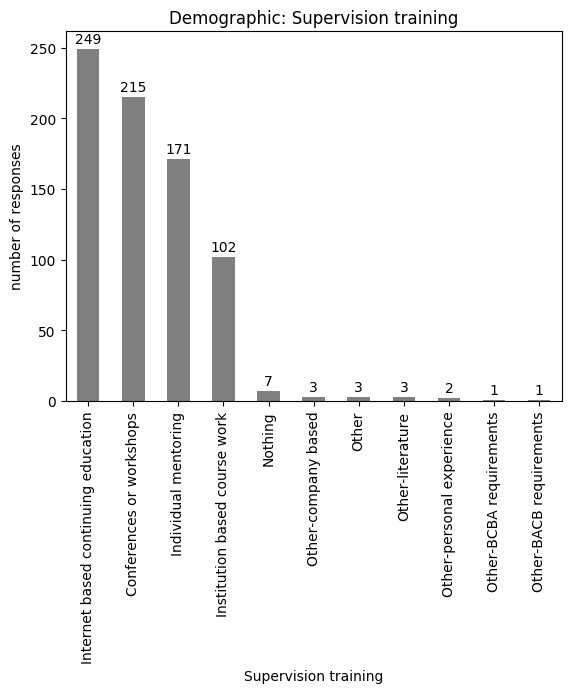 Demographic: Supervision training
number of responses
250
200
150
100
50
0
249
215
171
102
7
3
3
3
2
1
1
Internet based continuing education
Conferences or workshops
Individual mentoring
Institution based course work
Nothing
Other-company based
Other
Other-literature
Other-personal experience
Other-BCBA requirements
Other-BACB requirements
Supervision training